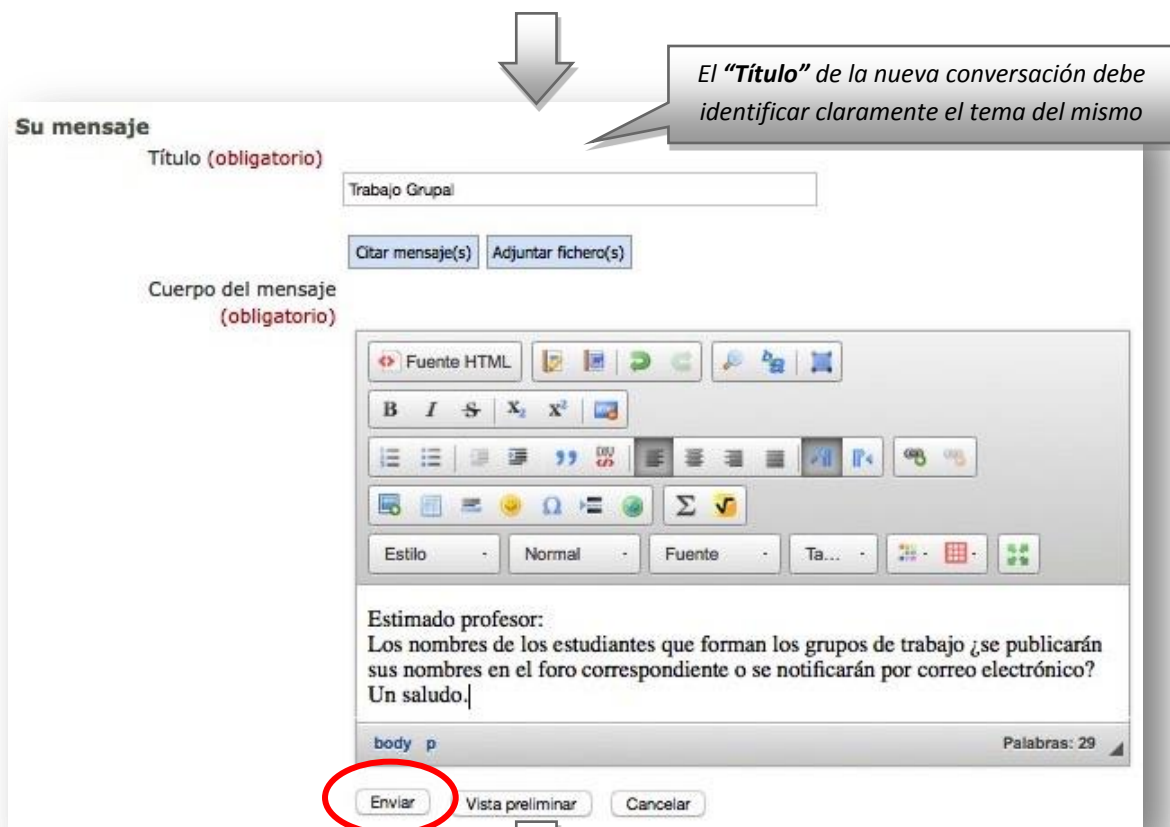 El “Título” de la nueva conversación debe
identificar claramente el tema del mismo
Su mensaje
Título (obligatorio)
Trabajo Grupal
Citar mensaje(s) Adjuntar fichero(s)
Cuerpo del mensaje
(obligatorio)
Fuente HTML
B I S X₂ X²
DIV
Ω Σ √
Estilo Normal Fuente Ta...
Estimado profesor:
Los nombres de los estudiantes que forman los grupos de trabajo ¿se publicarán
sus nombres en el foro correspondiente o se notificarán por correo electrónico?
Un saludo.
body p Palabras: 29
Enviar Vista preliminar Cancelar